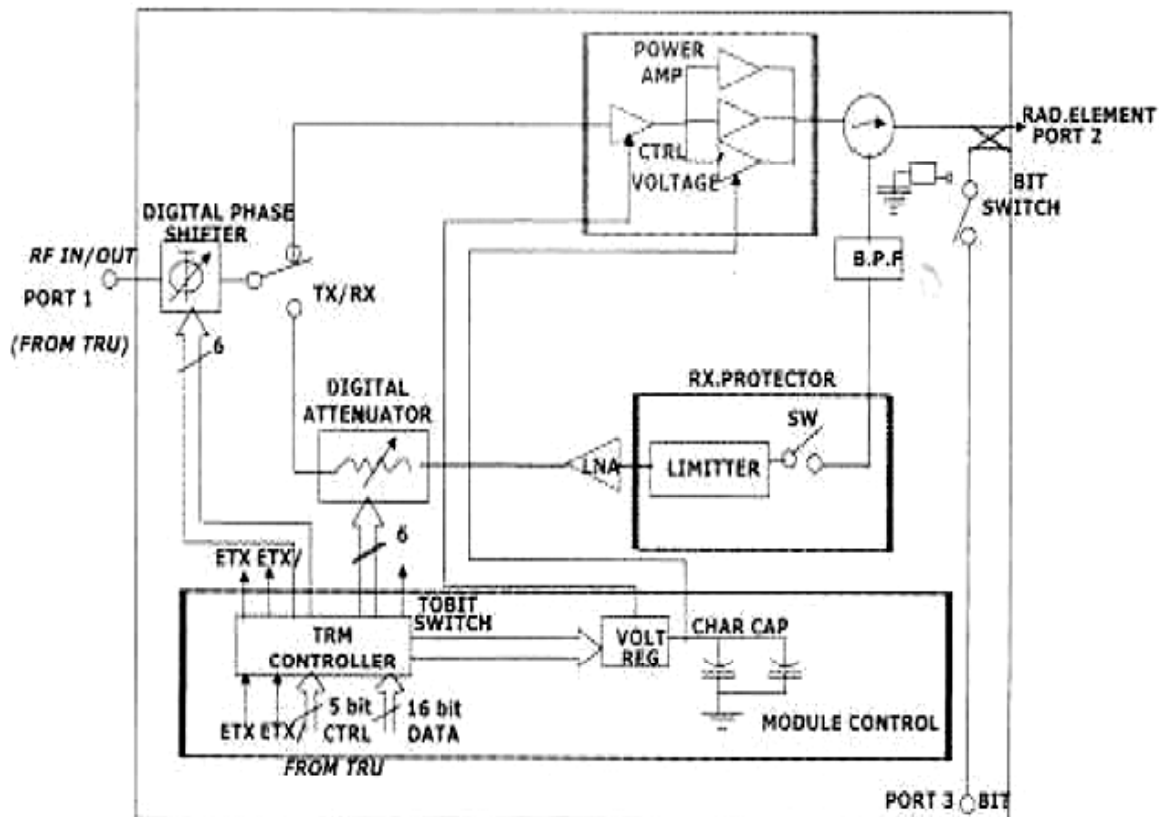 POWER
AMP
RAD.ELEMENT
PORT 2
CTRL
VOLTAGE
BIT
SWITCH
DIGITAL PHASE
SHIFTER
RF IN/OUT
B.P.F
PORT 1
TX/RX
(FROM TRU)
6
RX.PROTECTOR
DIGITAL
ATTENUATOR
SW
LNA
LIMITTER
6
ETX ETX/
TOBIT
SWITCH
TRM
CONTROLLER
VOLT
REG
CHAR CAP
5 bit
CTRL
16 bit
DATA
ETX ETX/
MODULE CONTROL
FROM TRU
PORT 3 BIT